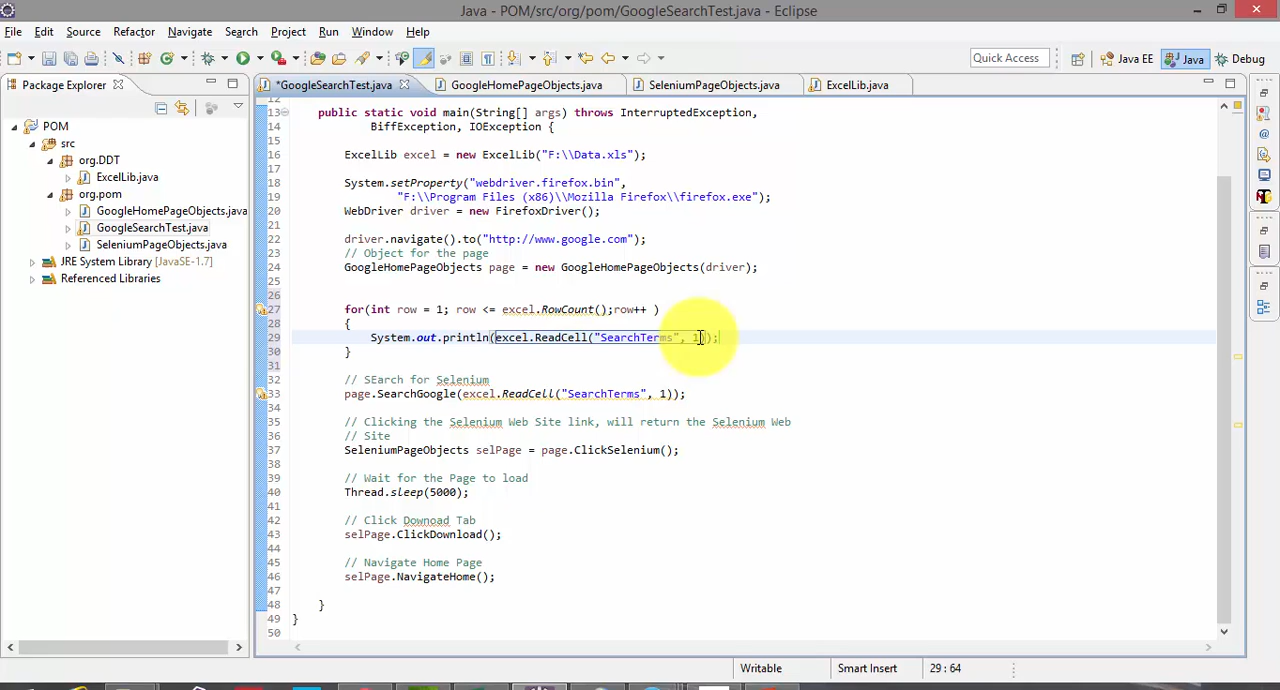 Java - POM/src/org/pom/GoogleSearchTest.java - Eclipse
File Edit Source Refactor Navigate Search Project Run Window Help
Quick Access
Java EE
Java
Debug
Package Explorer
*GoogleSearchTest.java
GoogleHomePageObjects.java
SeleniumPageObjects.java
ExcelLib.java
POM
src
org.DDT
ExcelLib.java
org.pom
GoogleHomePageObjects.java
GoogleSearchTest.java
SeleniumPageObjects.java
JRE System Library [JavaSE-1.7]
Referenced Libraries
12
13 public static void main(String[] args) throws InterruptedException,
14 BiffException, IOException {
15
16 ExcelLib excel = new ExcelLib("F:\\Data.xls");
17
18 System.setProperty("webdriver.firefox.bin",
19 "F:\\Program Files (x86)\\Mozilla Firefox\\firefox.exe");
20 WebDriver driver = new FirefoxDriver();
21
22 driver.navigate().to("http://www.google.com");
23 // Object for the page
24 GoogleHomePageObjects page = new GoogleHomePageObjects(driver);
25
26
27 for(int row = 1; row <= excel.RowCount();row++ )
28 {
29 System.out.println(excel.ReadCell("SearchTerms", 1));
30 }
31
32 // SEarch for Selenium
33 page.SearchGoogle(excel.ReadCell("SearchTerms", 1));
34
35 // Clicking the Selenium Web Site link, will return the Selenium Web
36 // Site
37 SeleniumPageObjects selPage = page.ClickSelenium();
38
39 // Wait for the Page to load
40 Thread.sleep(5000);
41
42 // Click Downoad Tab
43 selPage.ClickDownload();
44
45 // Navigate Home Page
46 selPage.NavigateHome();
47
48 }
49 }
50
Writable
Smart Insert
29 : 64